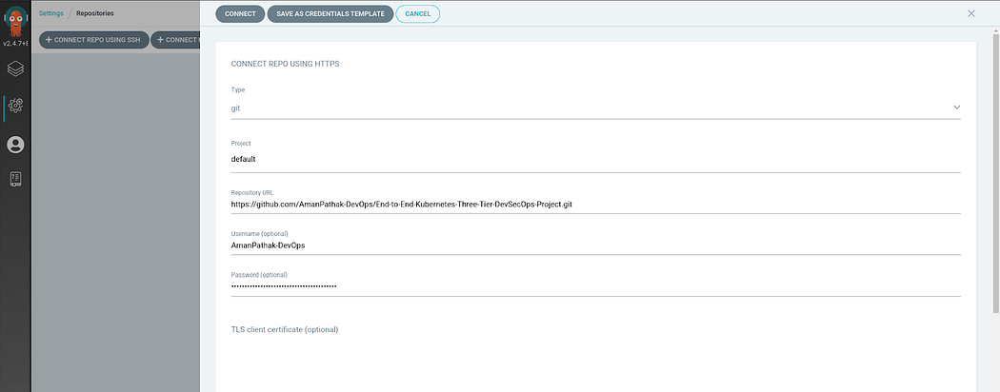 Settings / Repositories
CONNECT
SAVE AS CREDENTIALS TEMPLATE
CANCEL
v2.4.7+
+ CONNECT REPO USING SSH
+ CONNECT
CONNECT REPO USING HTTPS
Type
git
Project
default
Repository URL
https://github.com/AmanPathak-DevOps/End-to-End-Kubernetes-Three-Tier-DevSecOps-Project.git
Username (optional)
AmanPathak-DevOps
Password (optional)
TLS client certificate (optional)